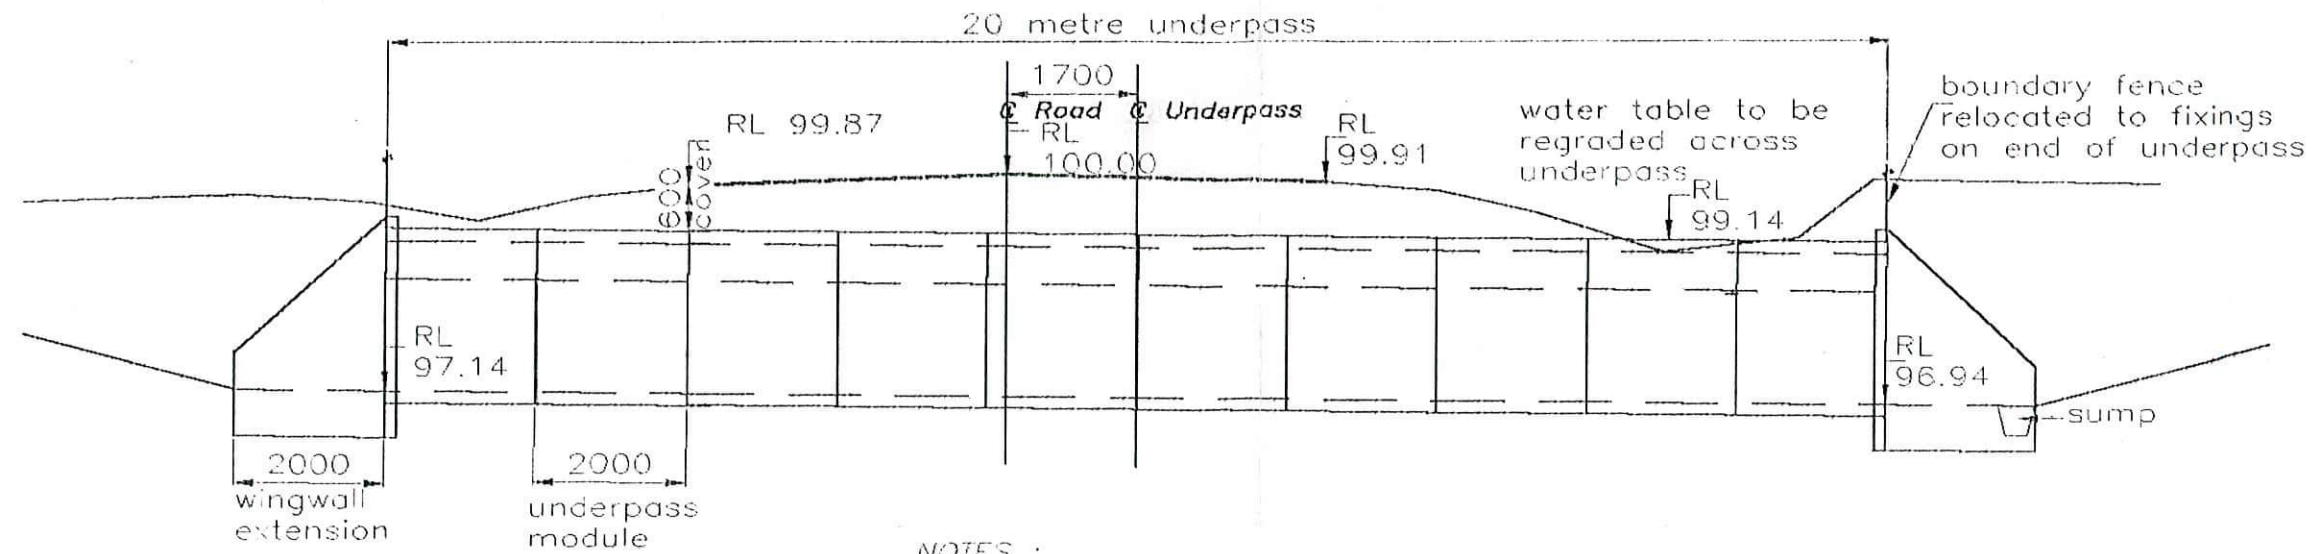 20 metre underpass
1700
℄ Road
℄ Underpass
RL 99.87
RL
100.00
RL
99.91
water table to be
regraded across
underpass
RL
99.14
boundary fence
relocated to fixings
on end of underpass
600
cover
RL
97.14
RL
96.94
sump
2000
wingwall
extension
2000
underpass
module
NOTES :